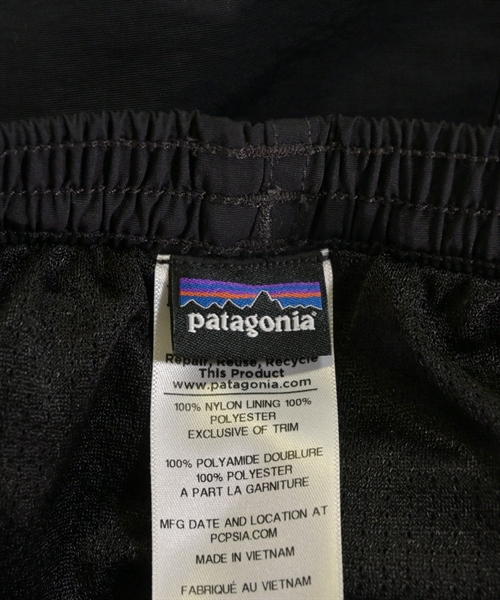 patagonia®
Repair, Reuse, Recycle
This Product
www.patagonia.com
100% NYLON LINING 100%
POLYESTER
EXCLUSIVE OF TRIM
100% POLYAMIDE DOUBLURE
100% POLYESTER
A PART LA GARNITURE
MFG DATE AND LOCATION AT
PCPSIA.COM
MADE IN VIETNAM
FABRIQUÉ AU VIETNAM